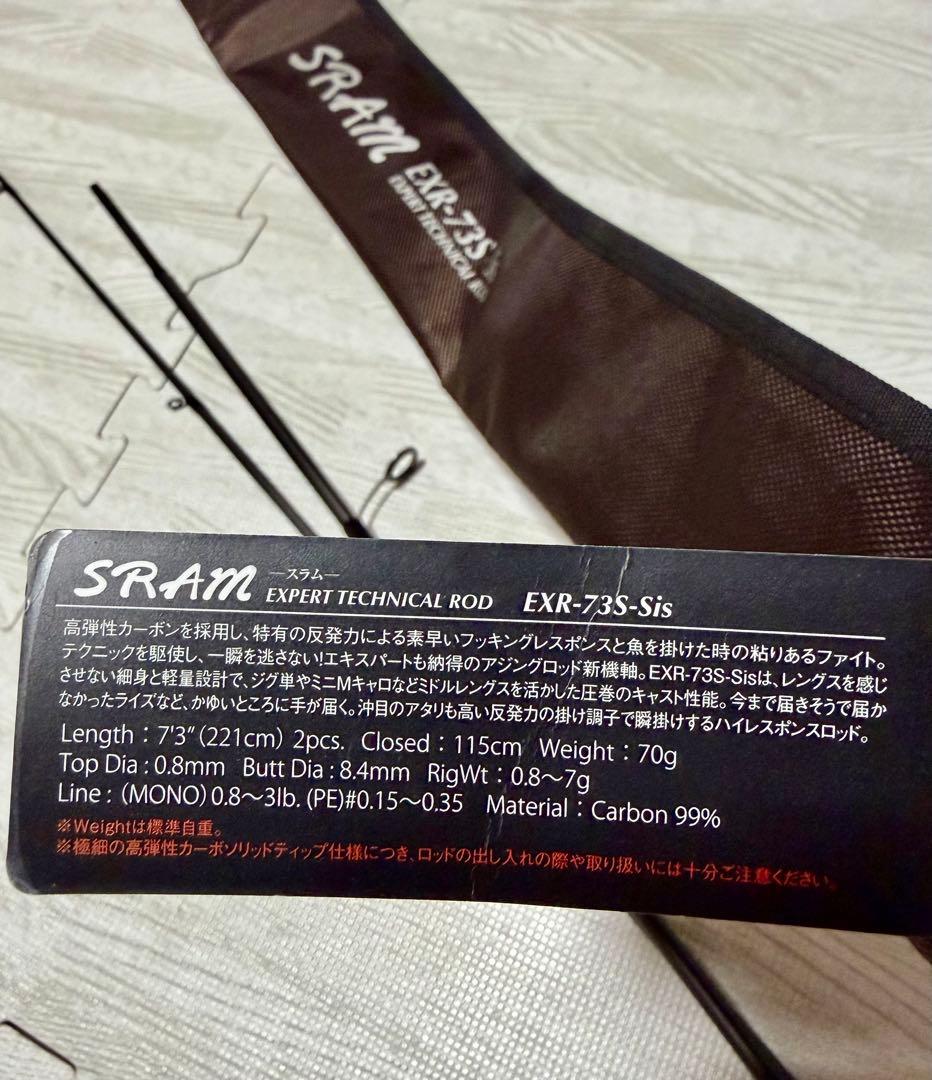 SRAM
EXR-73S
EXPERT TECHNICAL
SRAM —スラム— EXPERT TECHNICAL ROD EXR-73S-Sis
高弾性カーボンを採用し、特有の反発力による素早いフッキングレスポンスと魚を掛けた時の粘りあるファイト。
テクニックを駆使し、一瞬を逃さない!エキスパートも納得のアジングロッド新機軸。EXR-73S-Sisは、レングスを感じ
させない細身と軽量設計で、ジグ単やミニMキャロなどミドルレングスを活かした圧巻のキャスト性能。今まで届きそうで届か
なかったライズなど、かゆいところに手が届く。沖目のアタリも高い反発力の掛け調子で瞬掛けするハイレスポンスロッド。
Length : 7'3"(221cm) 2pcs. Closed : 115cm Weight : 70g
Top Dia : 0.8mm Butt Dia : 8.4mm RigWt : 0.8〜7g
Line : (MONO) 0.8〜3lb. (PE)#0.15〜0.35 Material : Carbon 99%
※Weightは標準自重。
※極細の高弾性カーボソリッドティップ仕様につき、ロッドの出し入れの際や取り扱いには十分ご注意ください。